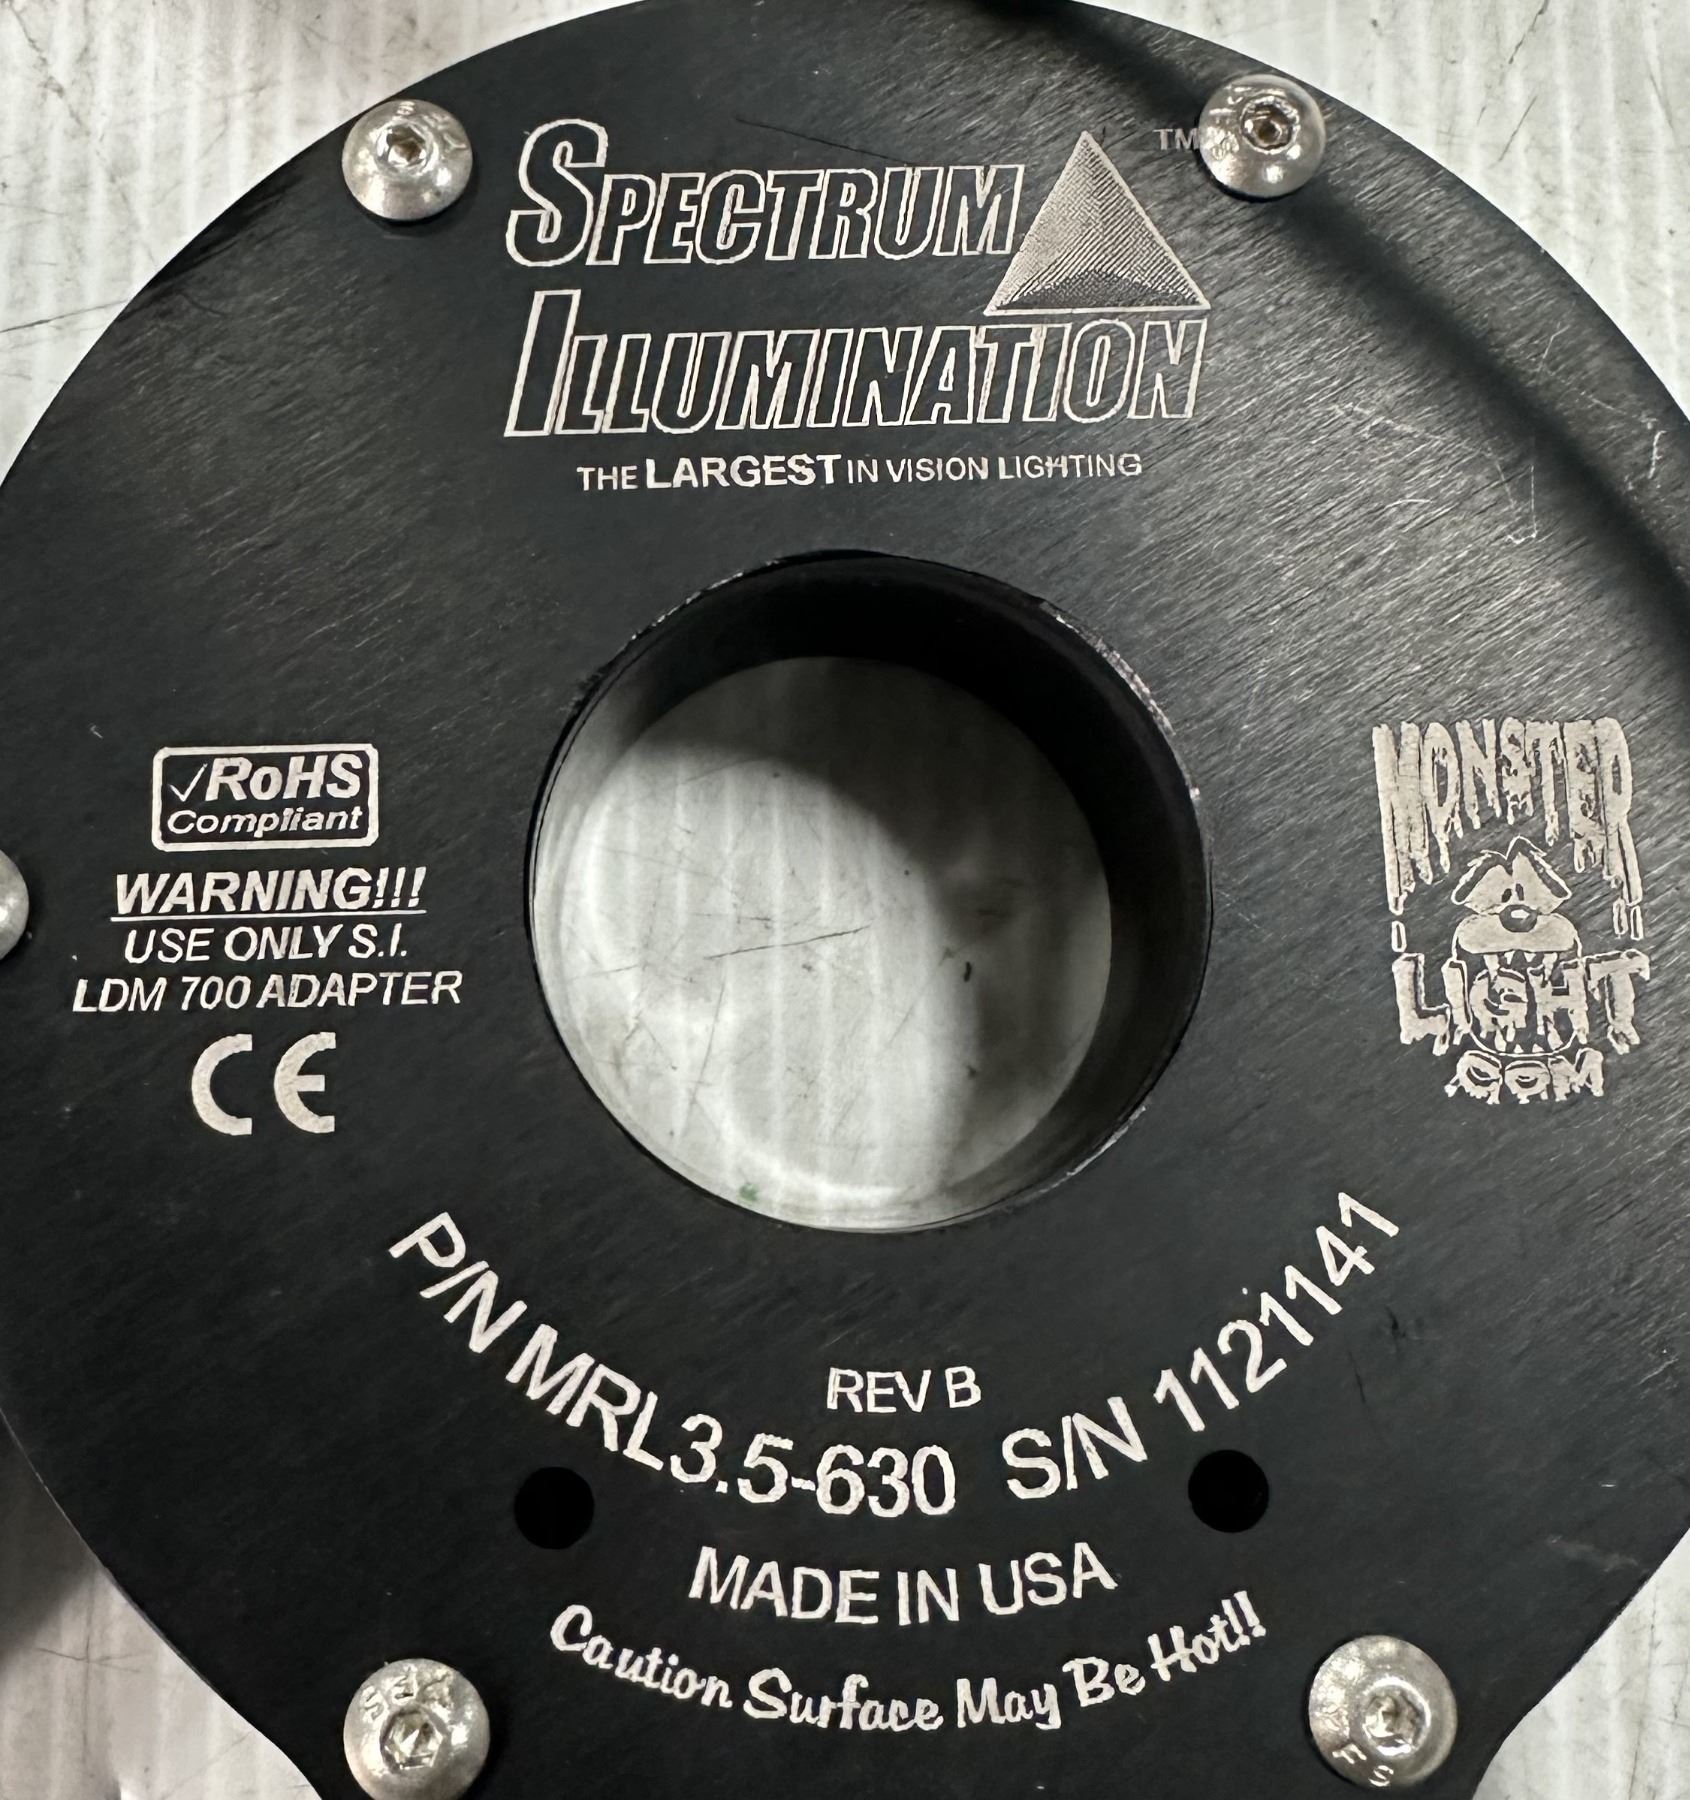 SPECTRUM TM
ILLUMINATION
THE LARGEST IN VISION LIGHTING
✓RoHS
Compliant
WARNING!!!
USE ONLY S.I.
LDM 700 ADAPTER
CE
MONSTER
LIGHT
.COM
REV B
P/N MRL3.5-630 S/N 1121141
MADE IN USA
Caution Surface May Be Hot!!